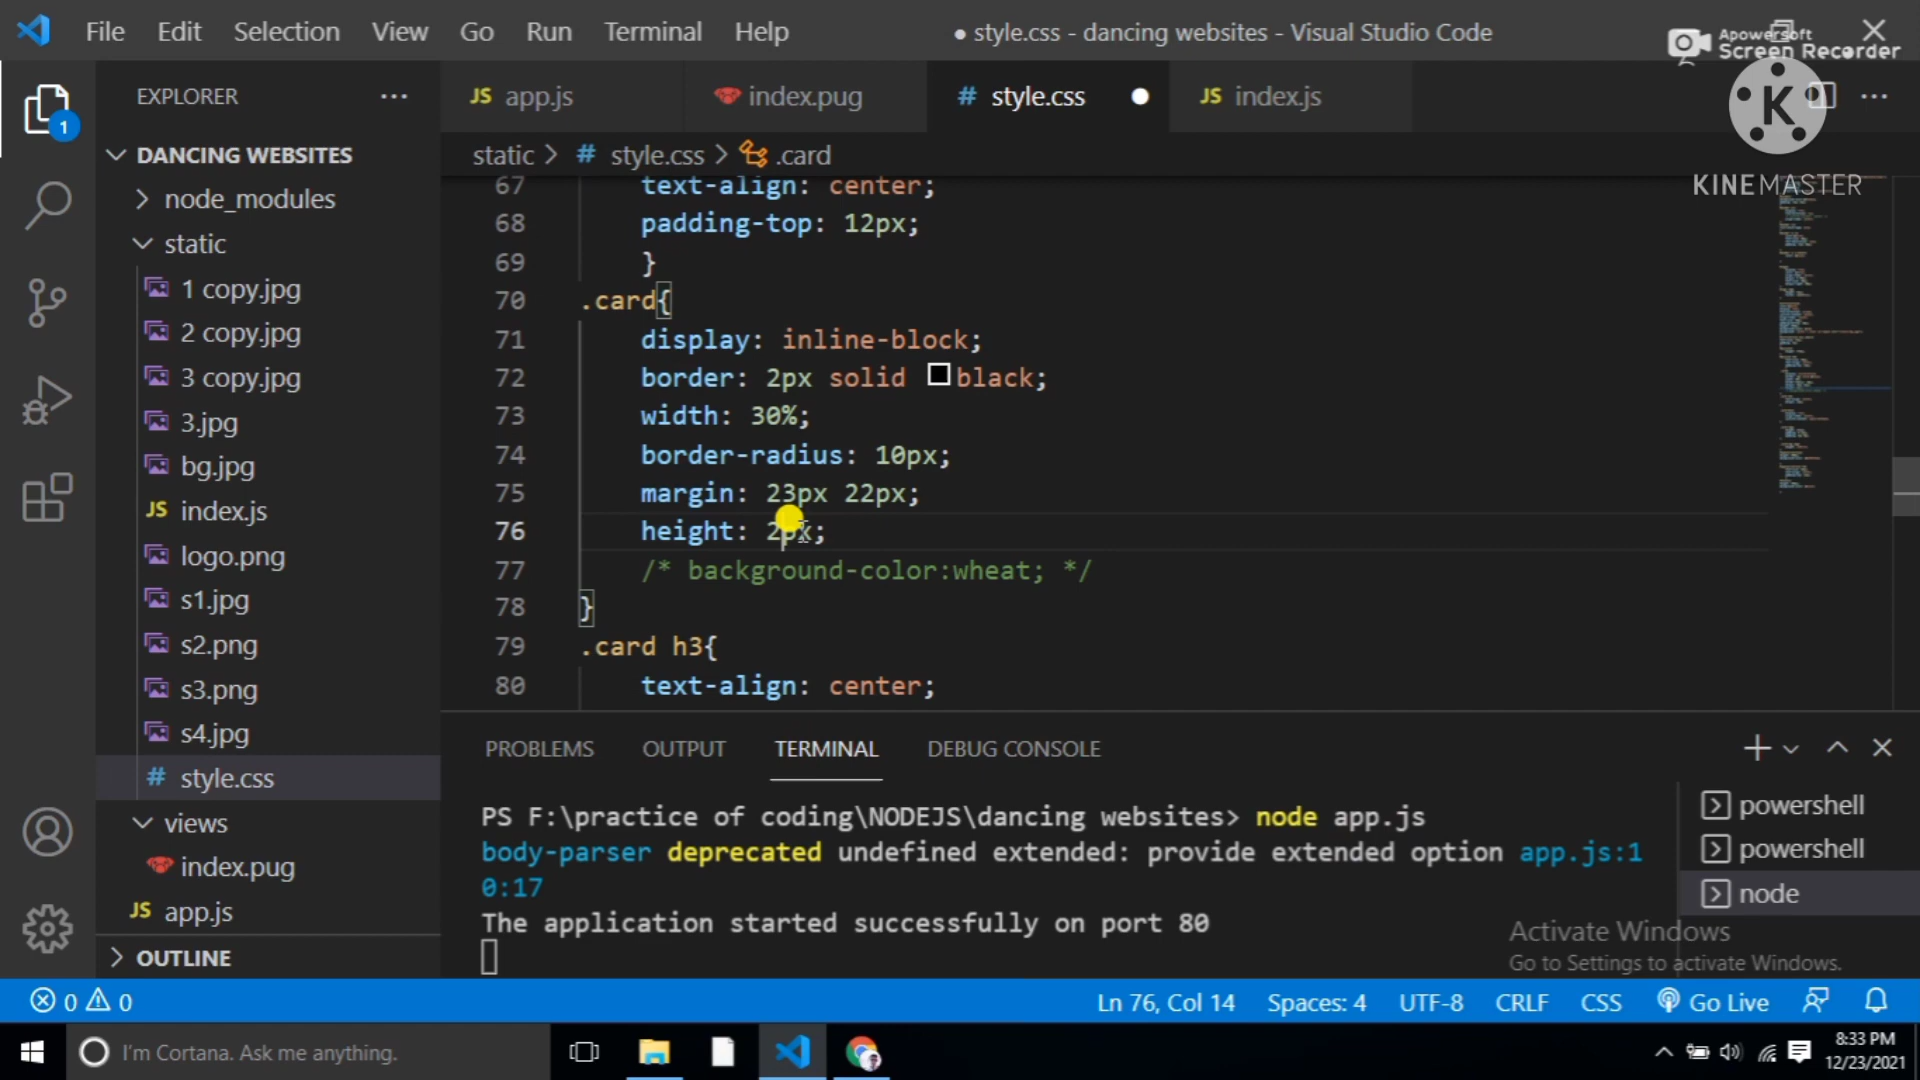 File Edit Selection View Go Run Terminal Help
● style.css - dancing websites - Visual Studio Code
Apowersoft
Screen Recorder
EXPLORER ...
JS app.js
index.pug
# style.css
JS index.js
K
KINEMASTER
1
DANCING WEBSITES
static > # style.css > .card
node_modules
static
1 copy.jpg
2 copy.jpg
3 copy.jpg
3.jpg
bg.jpg
JS index.js
logo.png
s1.jpg
s2.png
s3.png
s4.jpg
# style.css
views
index.pug
JS app.js
OUTLINE
67 text-align: center;
68 padding-top: 12px;
69 }
70 .card{
71 display: inline-block;
72 border: 2px solid black;
73 width: 30%;
74 border-radius: 10px;
75 margin: 23px 22px;
76 height: 2px;
77 /* background-color:wheat; */
78 }
79 .card h3{
80 text-align: center;
PROBLEMS OUTPUT TERMINAL DEBUG CONSOLE
PS F:\practice of coding\NODEJS\dancing websites> node app.js
body-parser deprecated undefined extended: provide extended option app.js:1
0:17
The application started successfully on port 80
powershell
powershell
node
Activate Windows
Go to Settings to activate Windows.
0 0
Ln 76, Col 14 Spaces: 4 UTF-8 CRLF CSS Go Live
I'm Cortana. Ask me anything.
8:33 PM
12/23/2021